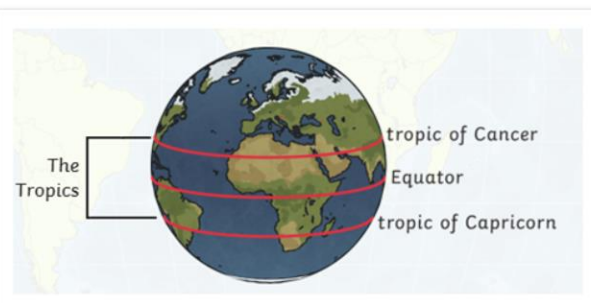 tropic of Cancer
The
Tropics
Equator
tropic of Capricorn